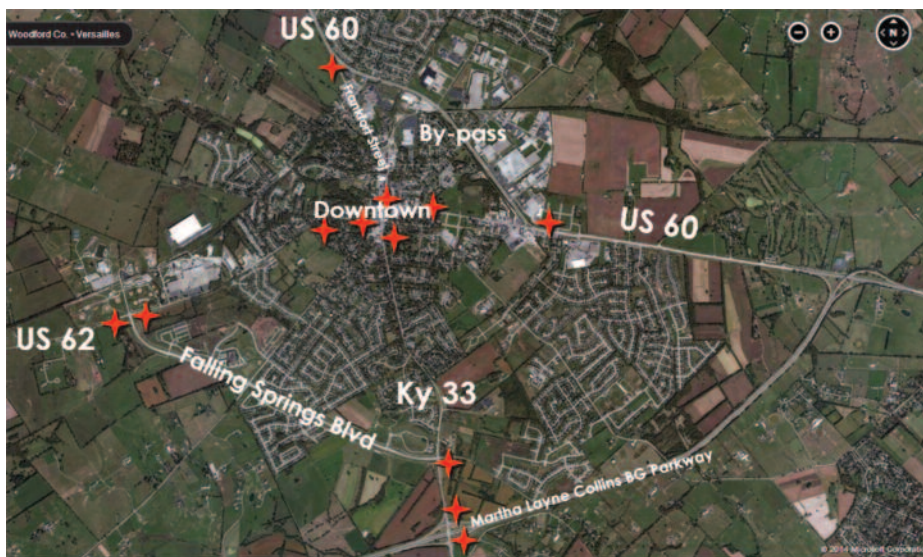 US 60
Woodford Co. • Versailles
N
Frankfort Street
By-pass
Downtown
US 60
US 62
Falling Springs Blvd
Ky 33
Martha Layne Collins BG Parkway
© 2014 Microsoft Corporation